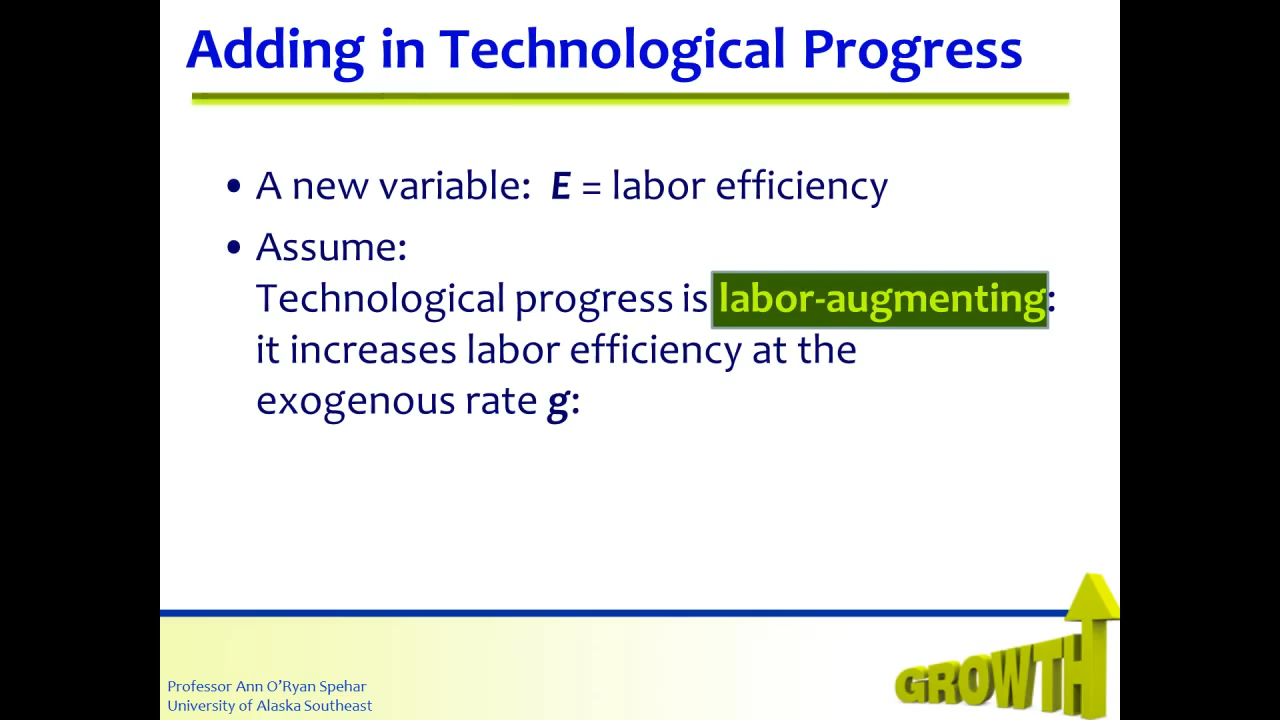 Adding in Technological Progress
• A new variable: E = labor efficiency
• Assume:
Technological progress is labor-augmenting:
it increases labor efficiency at the
exogenous rate g:
GROWTH
Professor Ann O’Ryan Spehar
University of Alaska Southeast